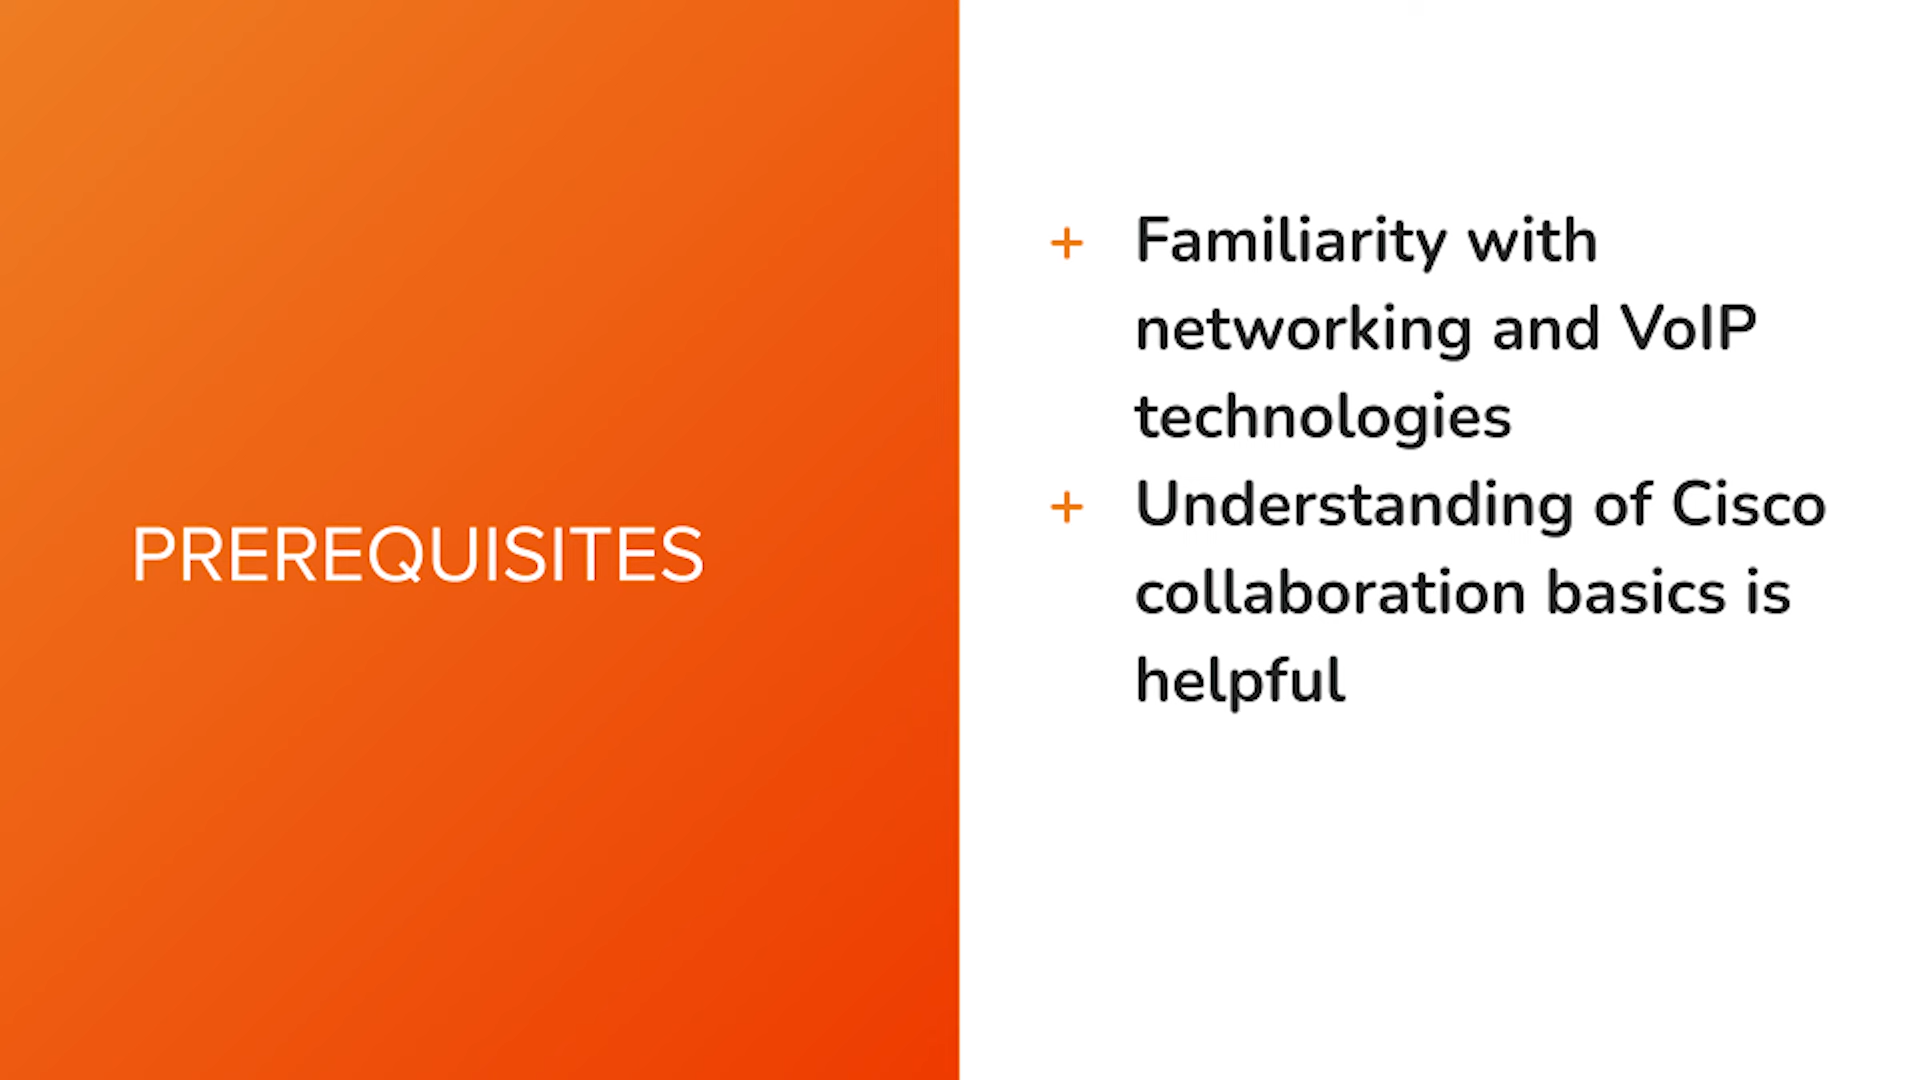 PREREQUISITES
+ Familiarity with
networking and VoIP
technologies
+ Understanding of Cisco
collaboration basics is
helpful